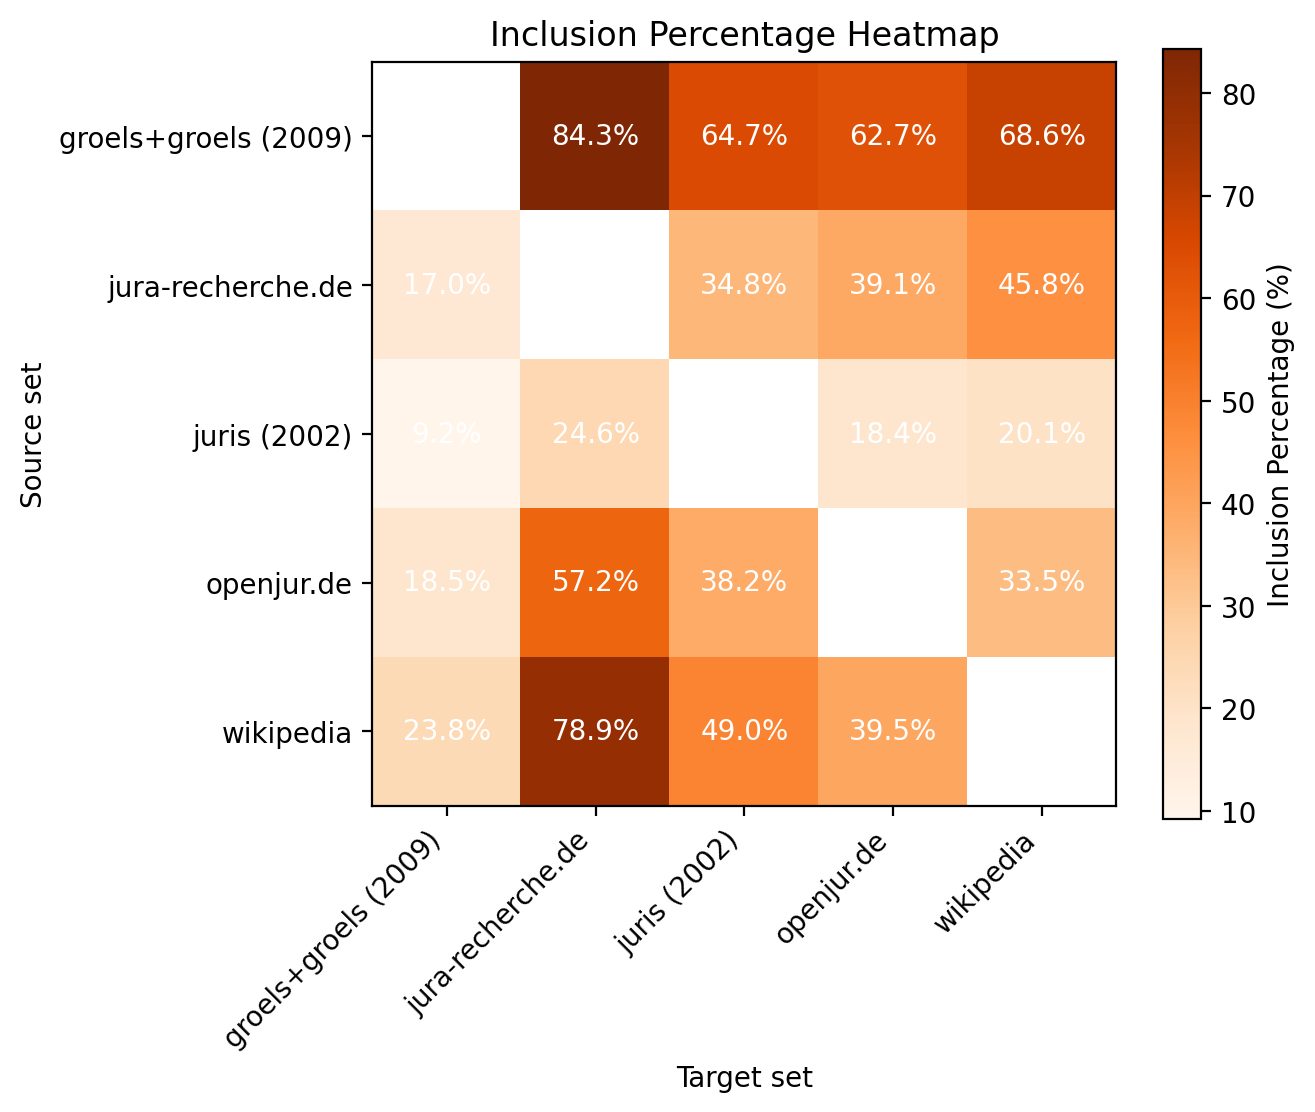 Inclusion Percentage Heatmap
groels+groels (2009)
84.3% 64.7% 62.7% 68.6%
jura-recherche.de
17.0% 34.8% 39.1% 45.8%
juris (2002)
9.2% 24.6% 18.4% 20.1%
openjur.de
18.5% 57.2% 38.2% 33.5%
wikipedia
23.8% 78.9% 49.0% 39.5%
Source set
groels+groels (2009)
jura-recherche.de
juris (2002)
openjur.de
wikipedia
Target set
80
70
60
50
40
30
20
10
Inclusion Percentage (%)